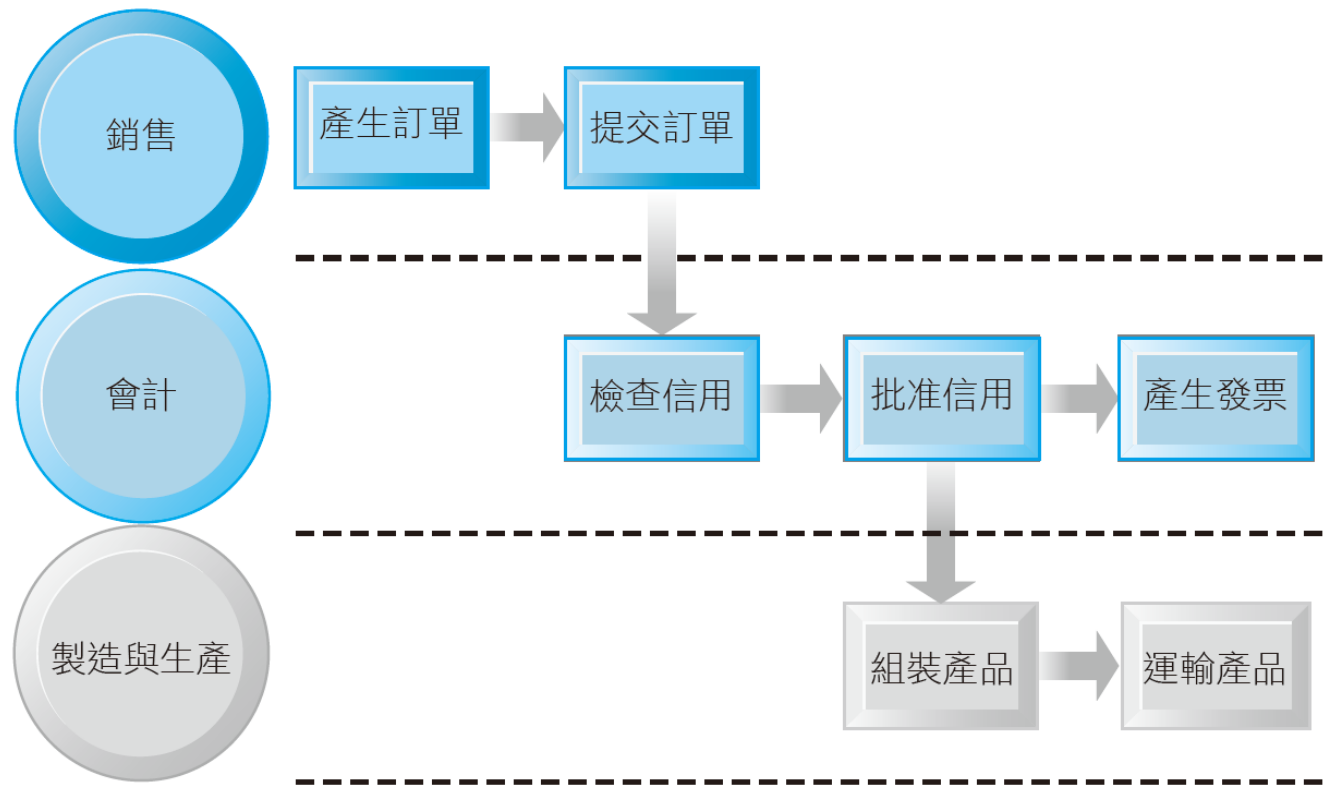 銷售
產生訂單
提交訂單
會計
檢查信用
批准信用
產生發票
製造與生產
組裝產品
運輸產品